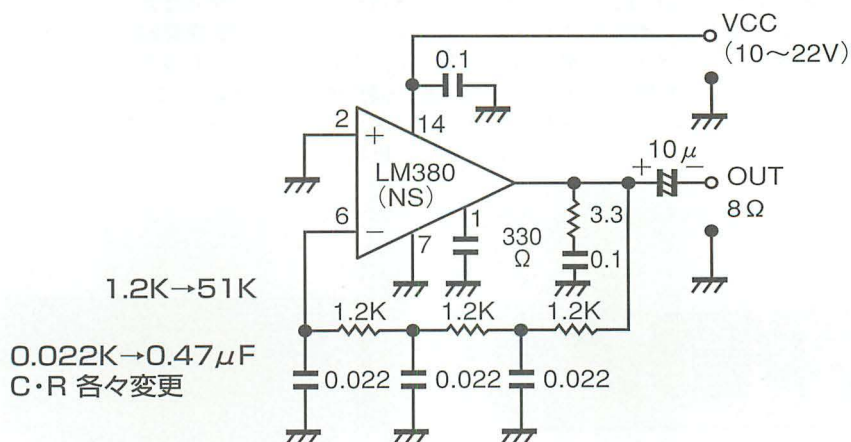 VCC
(10～22V)
0.1
2
14
+
LM380
(NS)
10μ
+
−
OUT
8Ω
3.3
6
−
1
7
330
Ω
0.1
1.2K→51K
1.2K
1.2K
1.2K
0.022K→0.47μF
C・R 各々変更
0.022
0.022
0.022